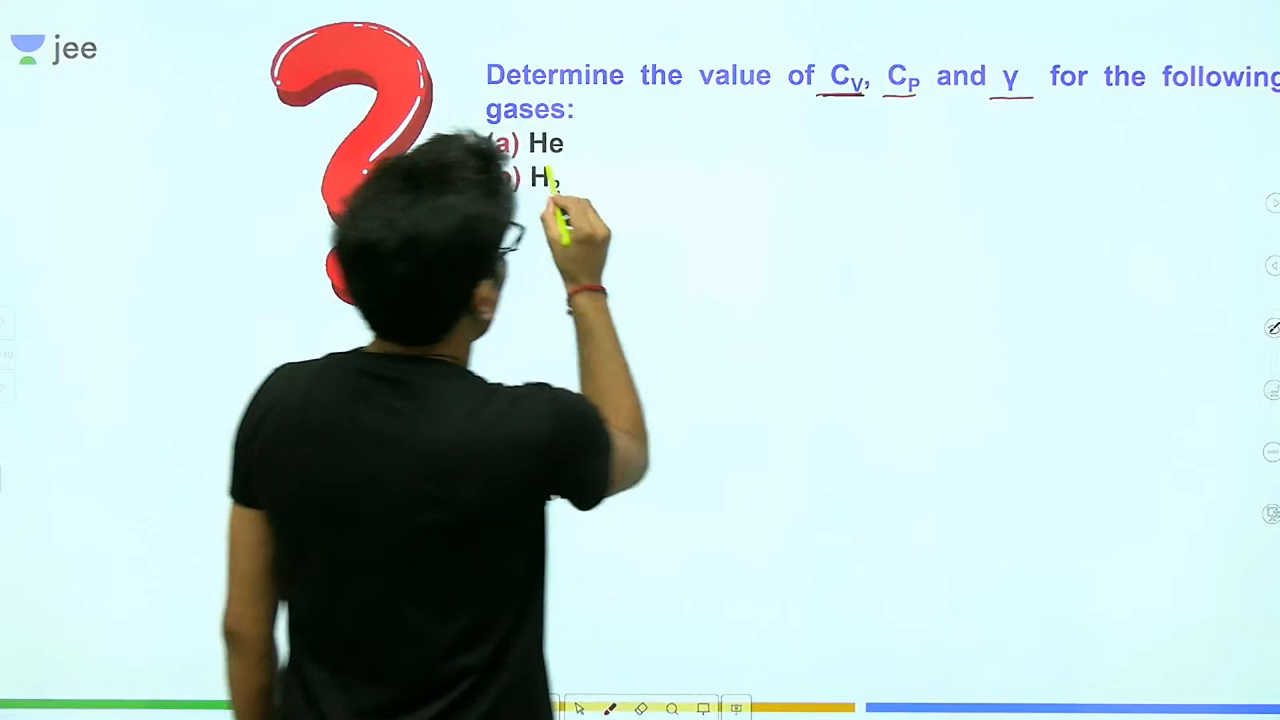 jee
Determine the value of CV, CP and γ for the following
gases:
(a) He
H2